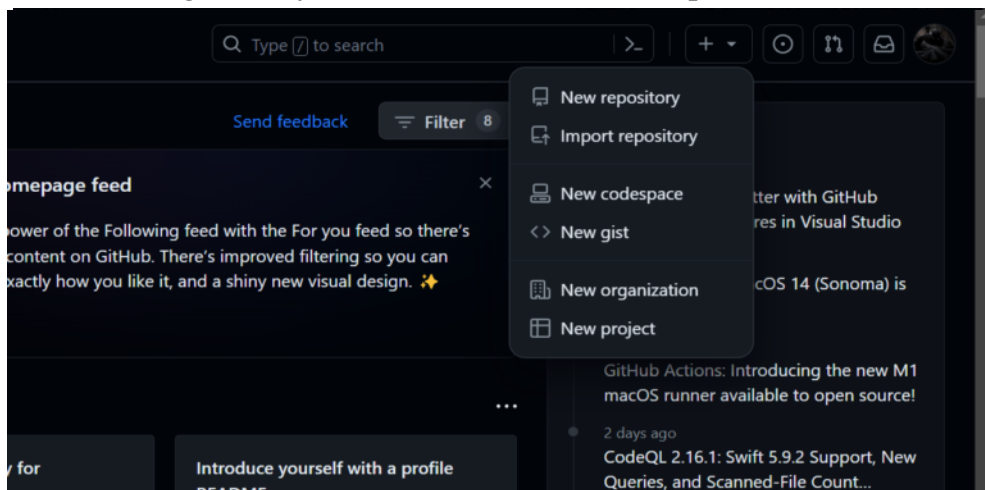 Type / to search
Send feedback
Filter 8
New repository
Import repository
New codespace
New gist
New organization
New project
omepage feed
power of the Following feed with the For you feed so there's
content on GitHub. There's improved filtering so you can
exactly how you like it, and a shiny new visual design. ✨
tter with GitHub
res in Visual Studio
cOS 14 (Sonoma) is
GitHub Actions: Introducing the new M1
macOS runner available to open source!
2 days ago
CodeQL 2.16.1: Swift 5.9.2 Support, New
Queries, and Scanned-File Count...
y for
Introduce yourself with a profile
README